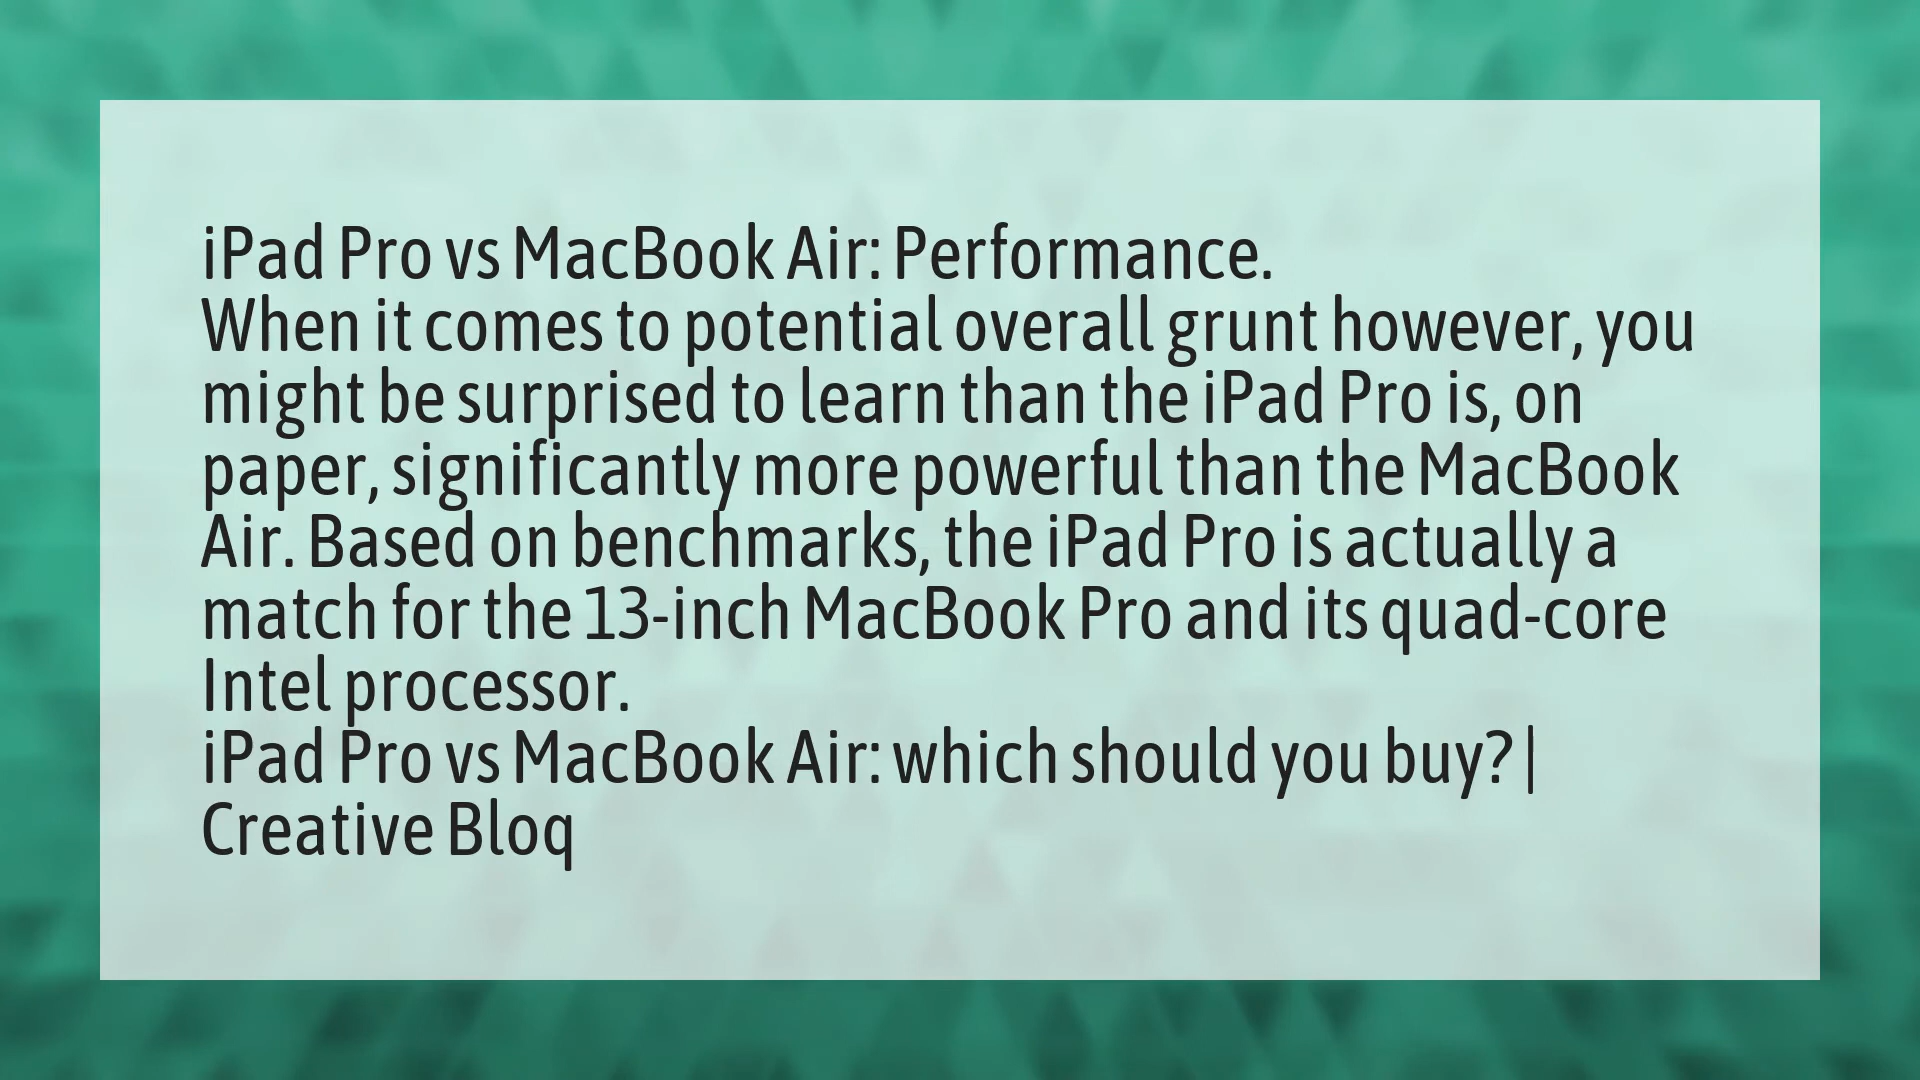 iPad Pro vs MacBook Air: Performance.
When it comes to potential overall grunt however, you
might be surprised to learn than the iPad Pro is, on
paper, significantly more powerful than the MacBook
Air. Based on benchmarks, the iPad Pro is actually a
match for the 13-inch MacBook Pro and its quad-core
Intel processor.
iPad Pro vs MacBook Air: which should you buy? |
Creative Bloq